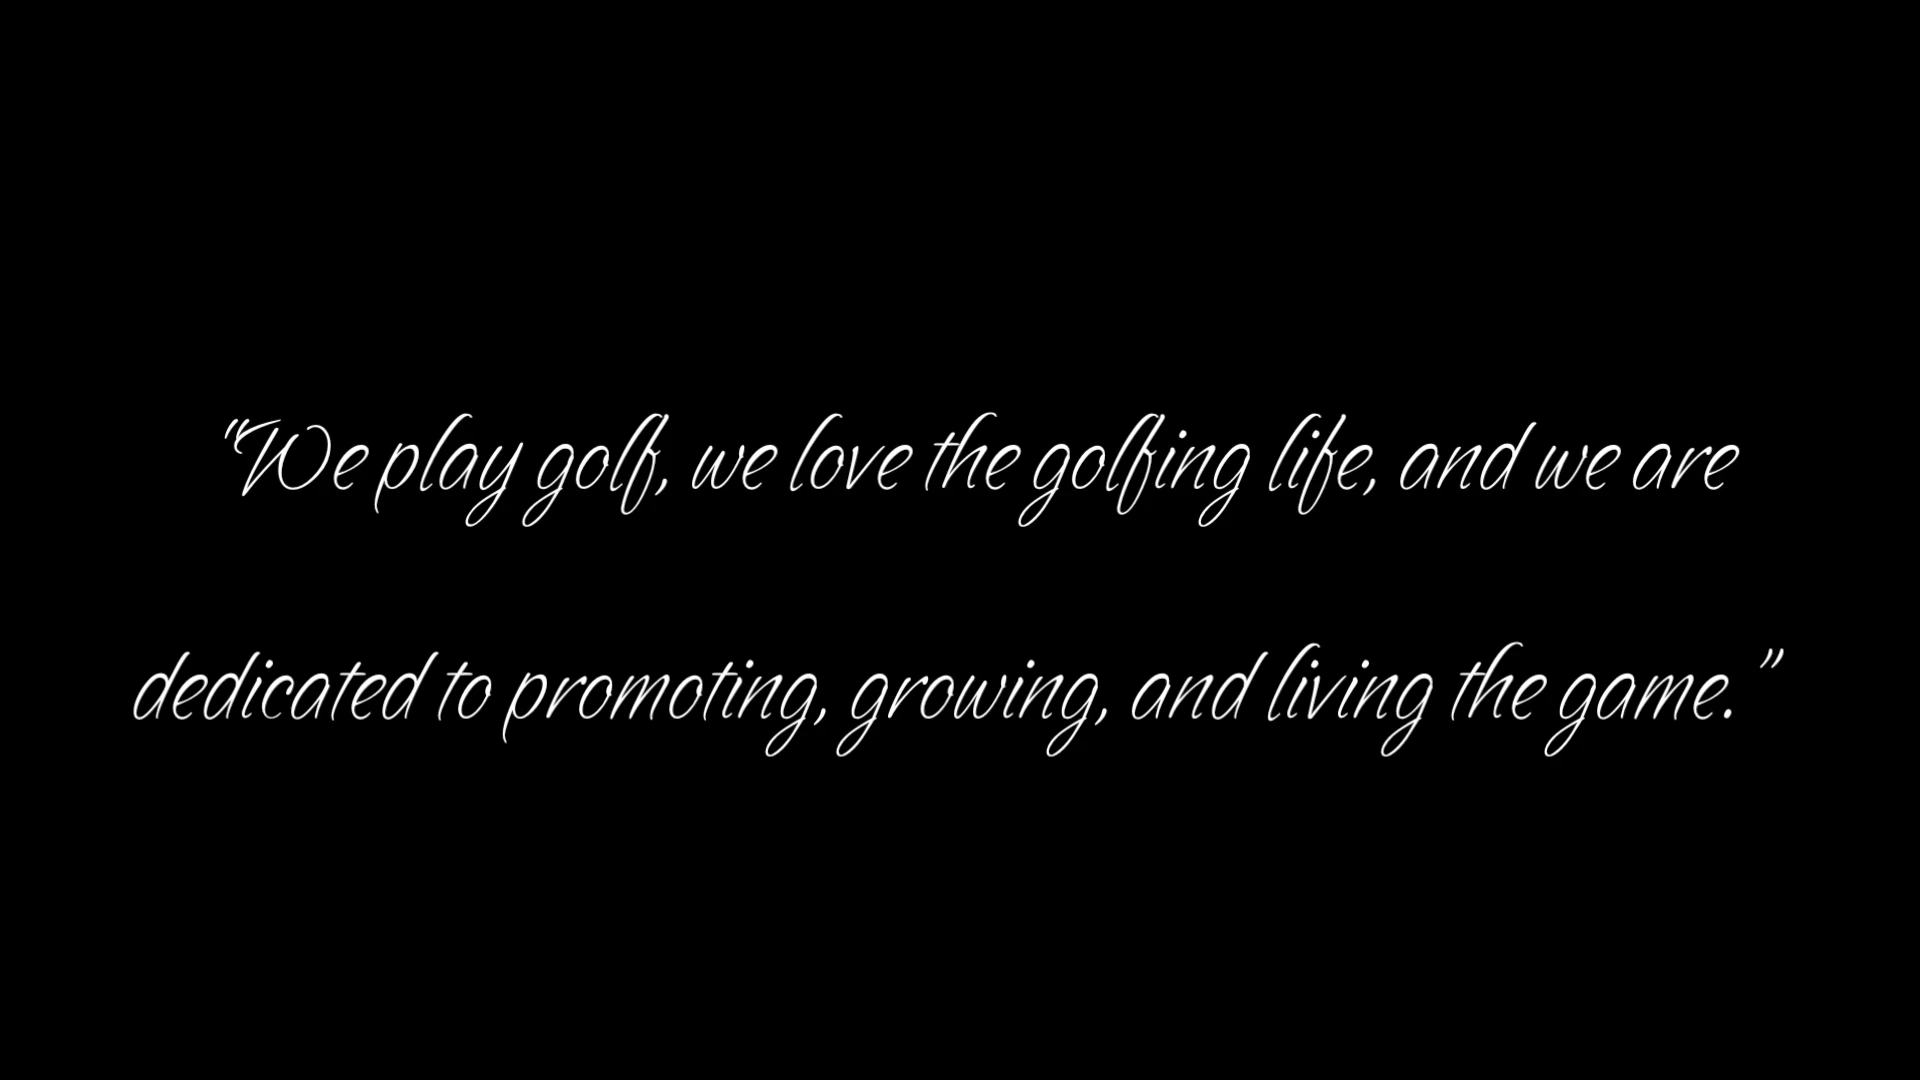 “We play golf, we love the golfing life, and we are
dedicated to promoting, growing, and living the game.”